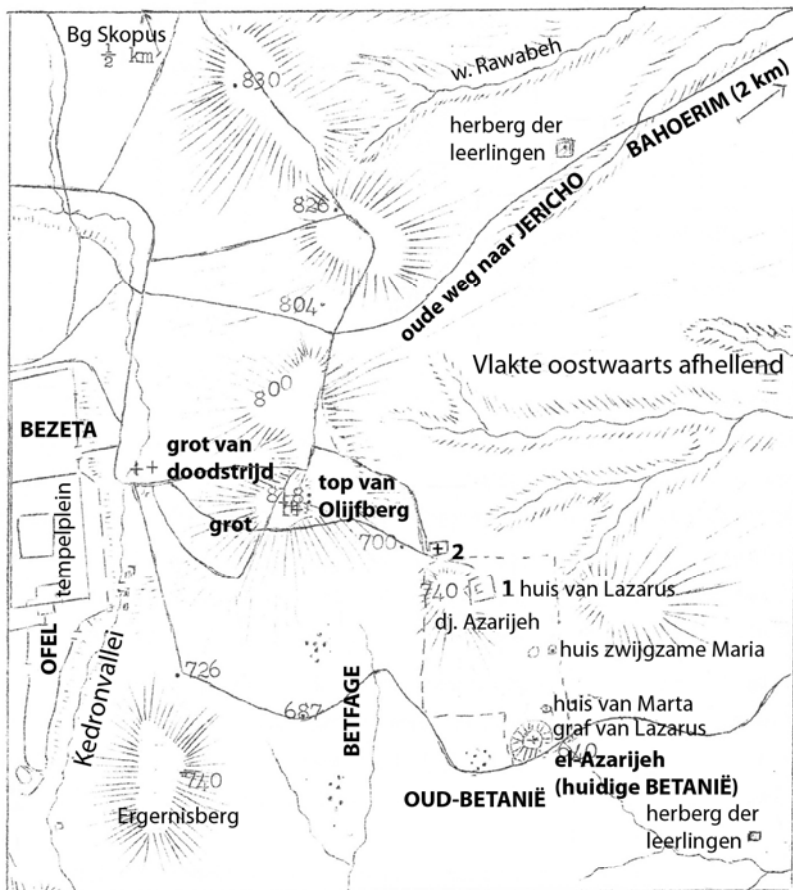 Bg Skopus
½ km
830
w. Rawabeh
BAHOERIM (2 km)
herberg der
leerlingen
826
oude weg naar JERICHO
804
Vlakte oostwaarts afhellend
800
BEZETA
grot van
doodstrijd
top van
Olijfberg
848
grot
tempelplein
700
2
740
1 huis van Lazarus
dj. Azarijeh
OFEL
Kedronvallei
huis zwijgzame Maria
726
BETFAGE
687
huis van Marta
graf van Lazarus
640
el-Azarijeh
(huidige BETANIË)
740
OUD-BETANIË
Ergernisberg
herberg der
leerlingen